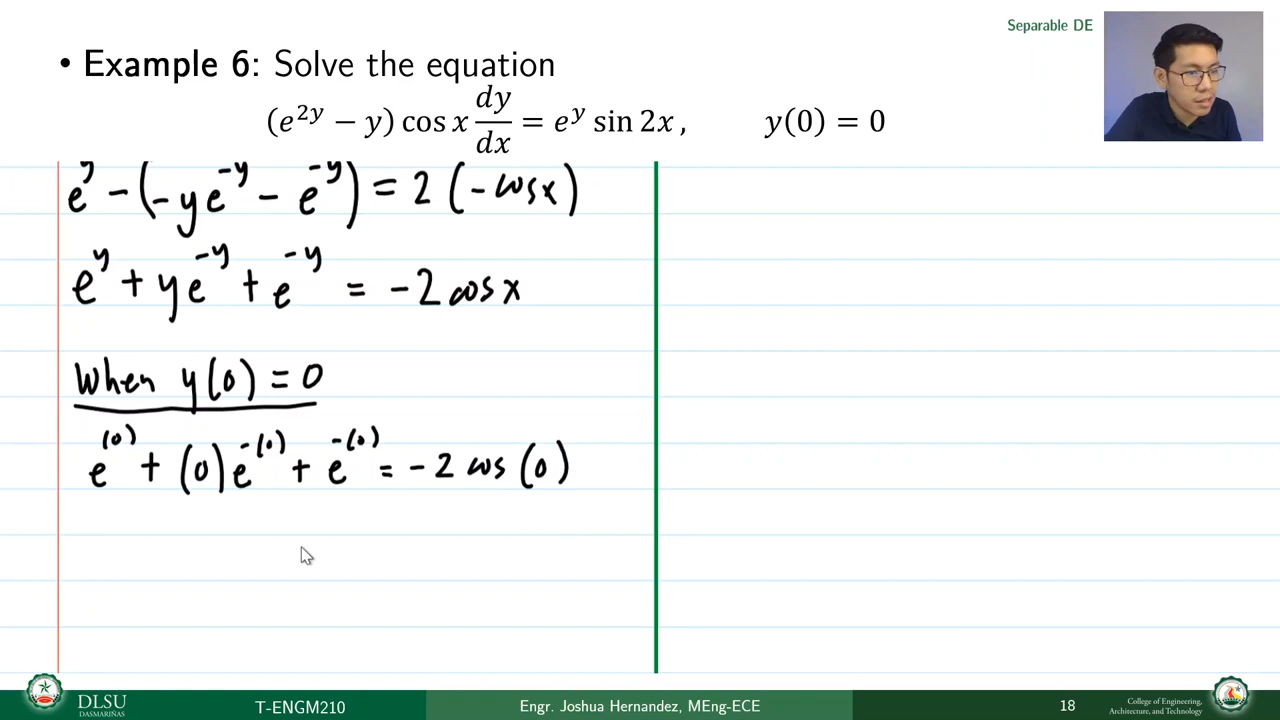 Separable DE
• Example 6: Solve the equation
(e^{2y} − y) cos x dy/dx = e^y sin 2x , y(0) = 0
e^y − (−ye^{−y} − e^{−y}) = 2 (−cos x)
e^y + ye^{−y} + e^{−y} = −2 cos x
When y(0) = 0
e^{(0)} + (0)e^{−(0)} + e^{−(0)} = −2 cos (0)
DLSU
DASMARIÑAS
T-ENGM210
Engr. Joshua Hernandez, MEng-ECE
18
College of Engineering,
Architecture, and Technology